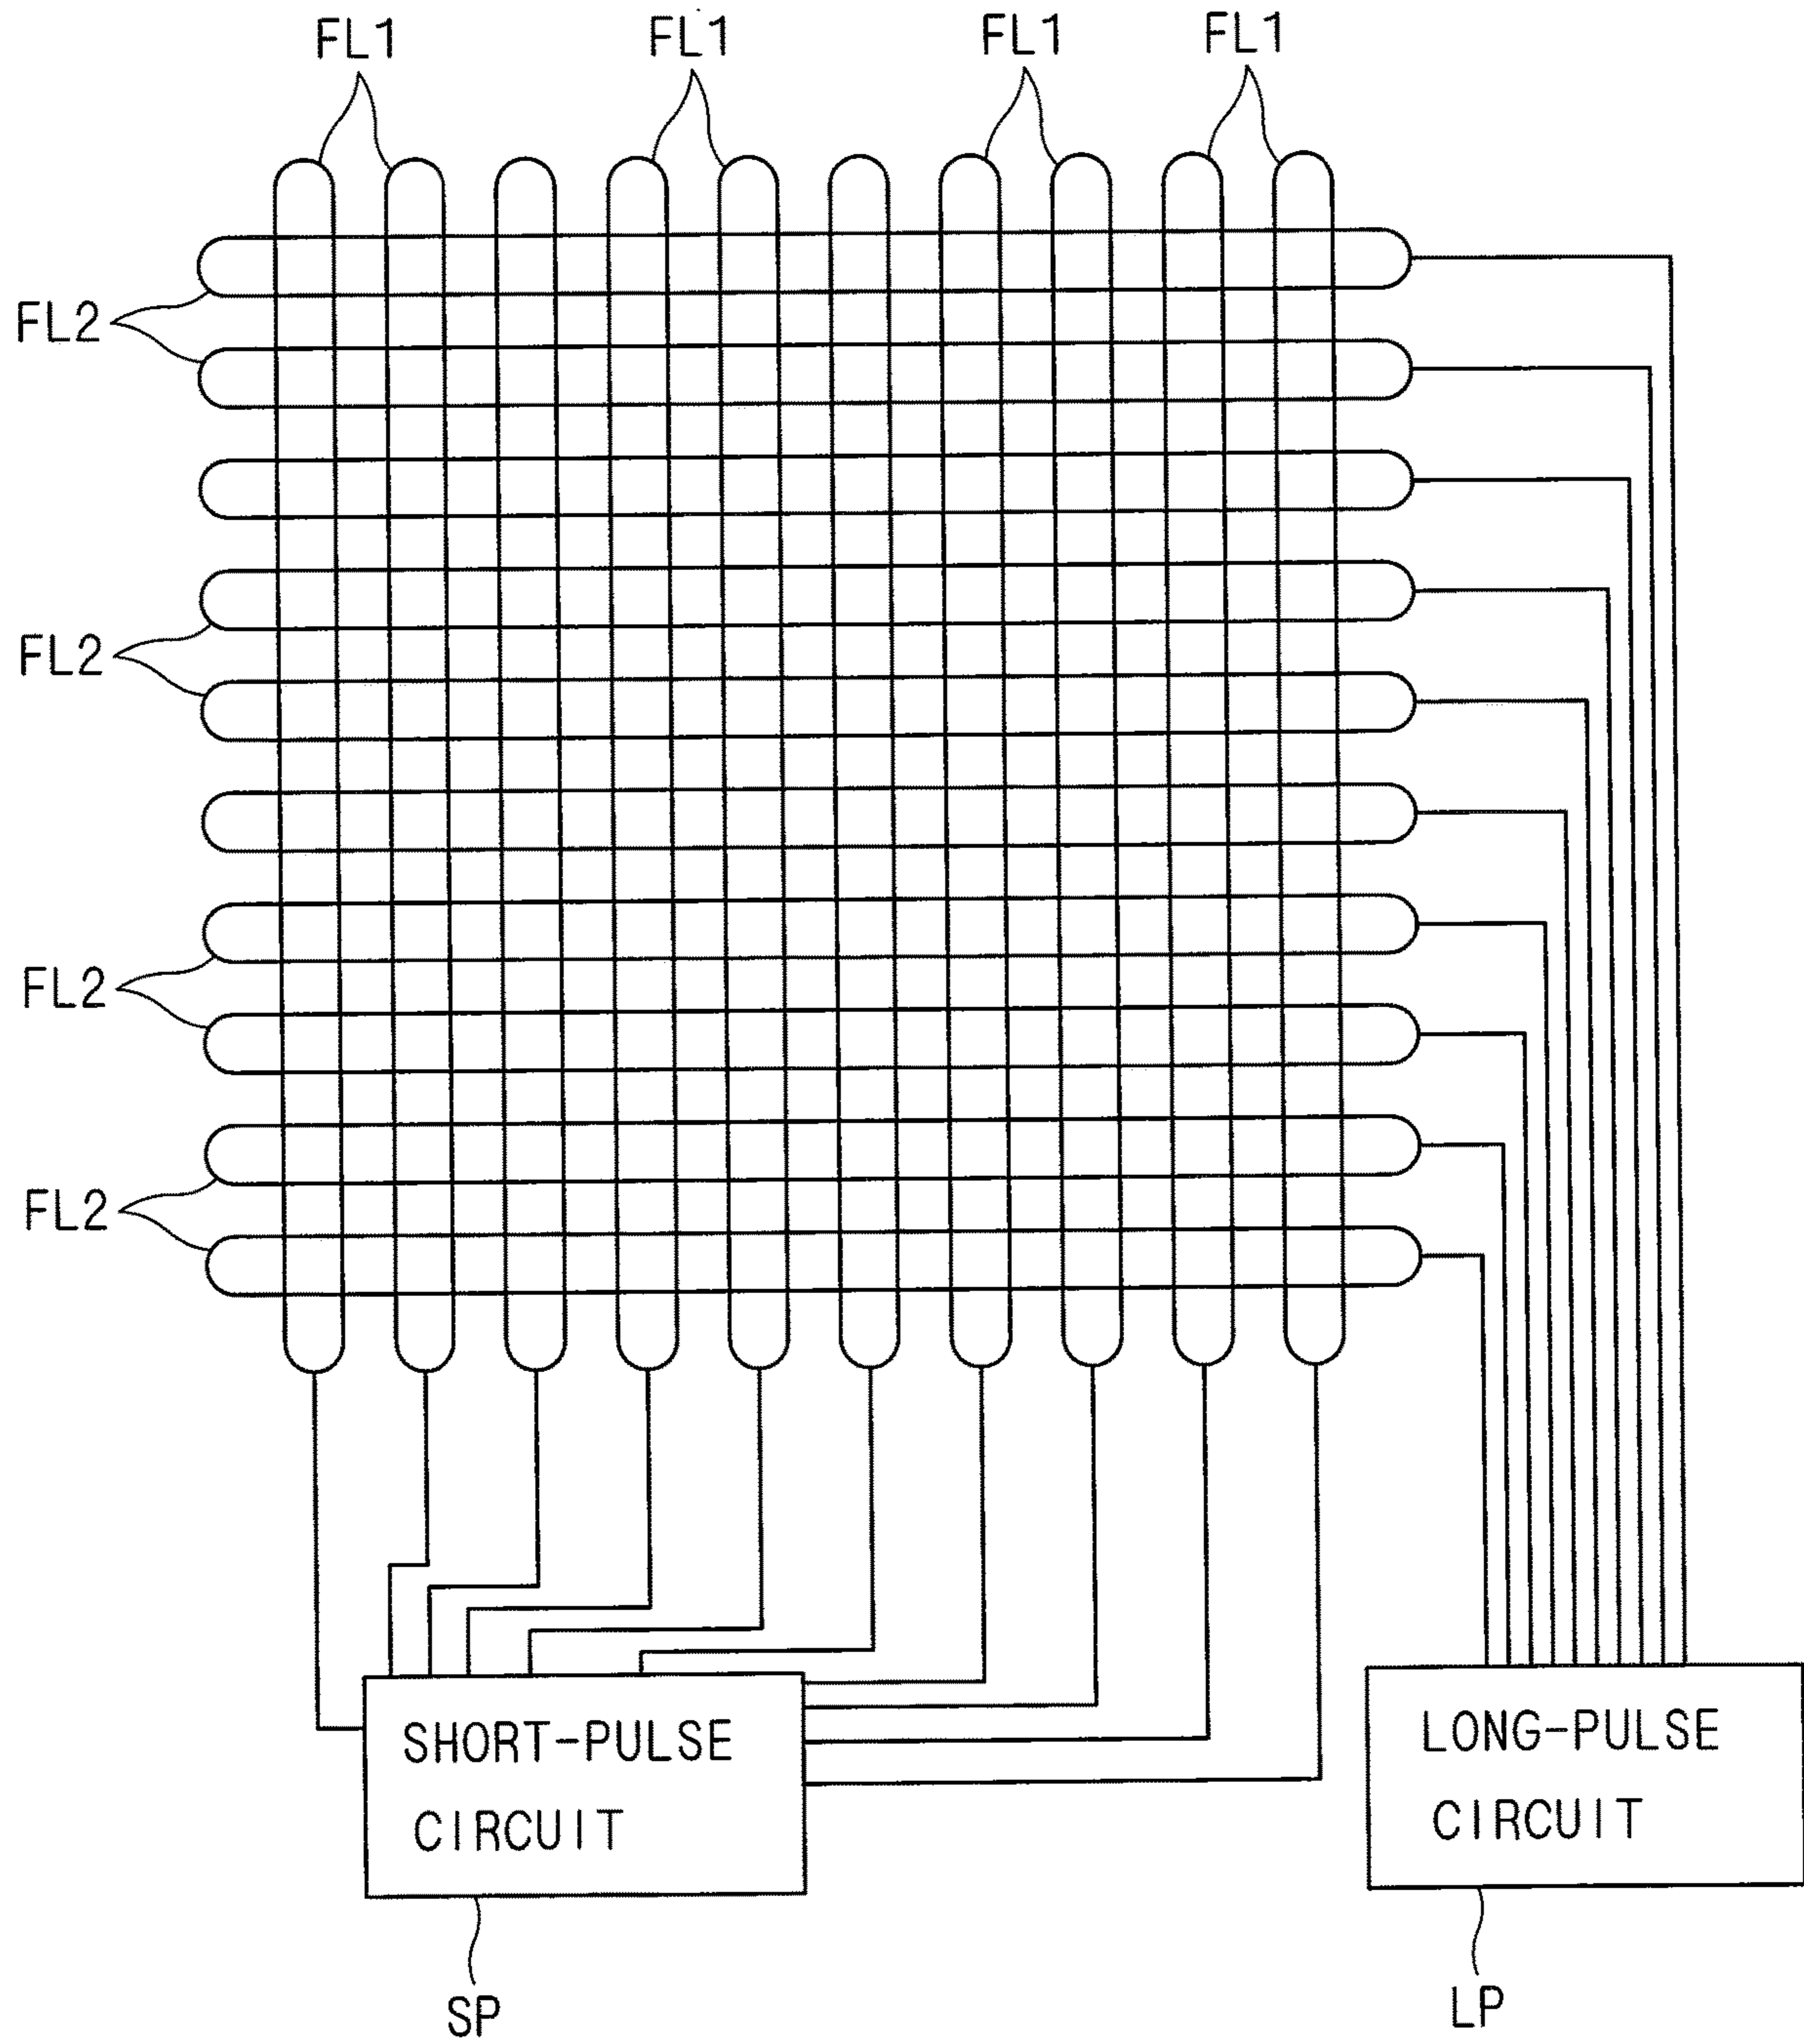 FL1 FL1 FL1 FL1
FL2
FL2
FL2
FL2
SHORT-PULSE
CIRCUIT
LONG-PULSE
CIRCUIT
SP
LP